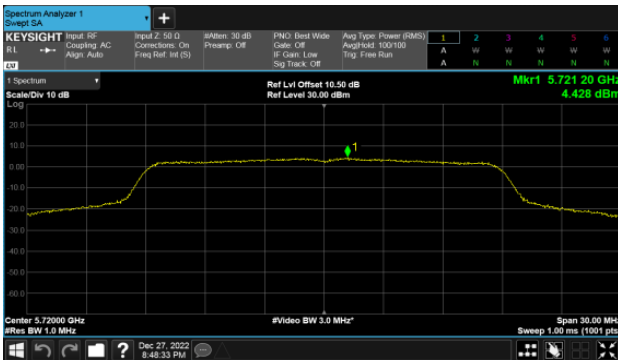 Spectrum Analyzer 1
Swept SA
KEYSIGHT
Input: RF
Input Z: 50 Ω
#Atten: 30 dB
PNO: Best Wide
Avg Type: Power (RMS)
1 2 3 4 5 6
RL
Coupling: AC
Corrections: On
Preamp: Off
Gate: Off
Avg|Hold: 100/100
A W W W W W
Align: Auto
Freq Ref: Int (S)
IF Gain: Low
Trig: Free Run
A N N N N N
LXI
Sig Track: Off
1 Spectrum
Ref Lvl Offset 10.50 dB
Mkr1 5.721 20 GHz
Scale/Div 10 dB
Ref Level 30.00 dBm
4.428 dBm
Log
20.0
10.0
1
0.00
-10.0
-20.0
-30.0
-40.0
-50.0
-60.0
Center 5.72000 GHz
#Video BW 3.0 MHz*
Span 30.00 MHz
#Res BW 1.0 MHz
Sweep 1.00 ms (1001 pts)
?
Dec 27, 2022
8:48:33 PM